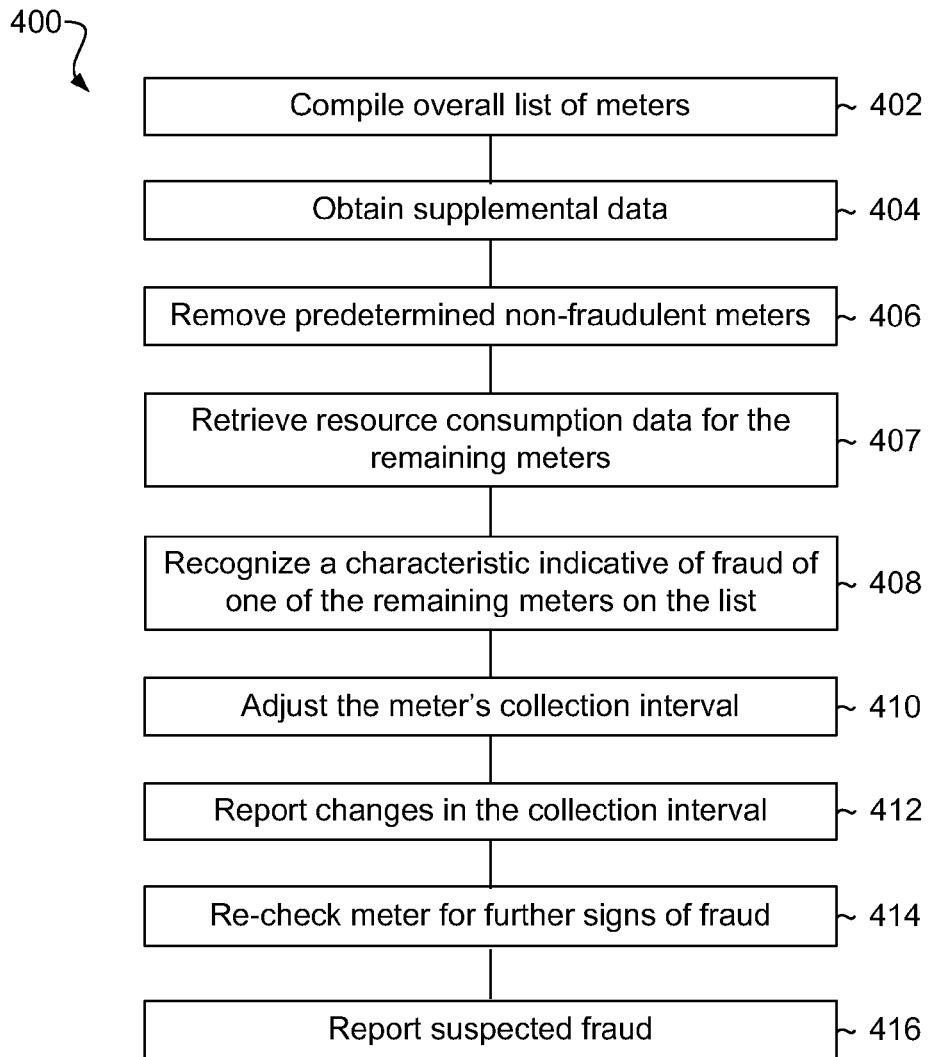 400
Compile overall list of meters
402
Obtain supplemental data
404
Remove predetermined non-fraudulent meters
406
Retrieve resource consumption data for the
remaining meters
407
Recognize a characteristic indicative of fraud of
one of the remaining meters on the list
408
Adjust the meter's collection interval
410
Report changes in the collection interval
412
Re-check meter for further signs of fraud
414
Report suspected fraud
416